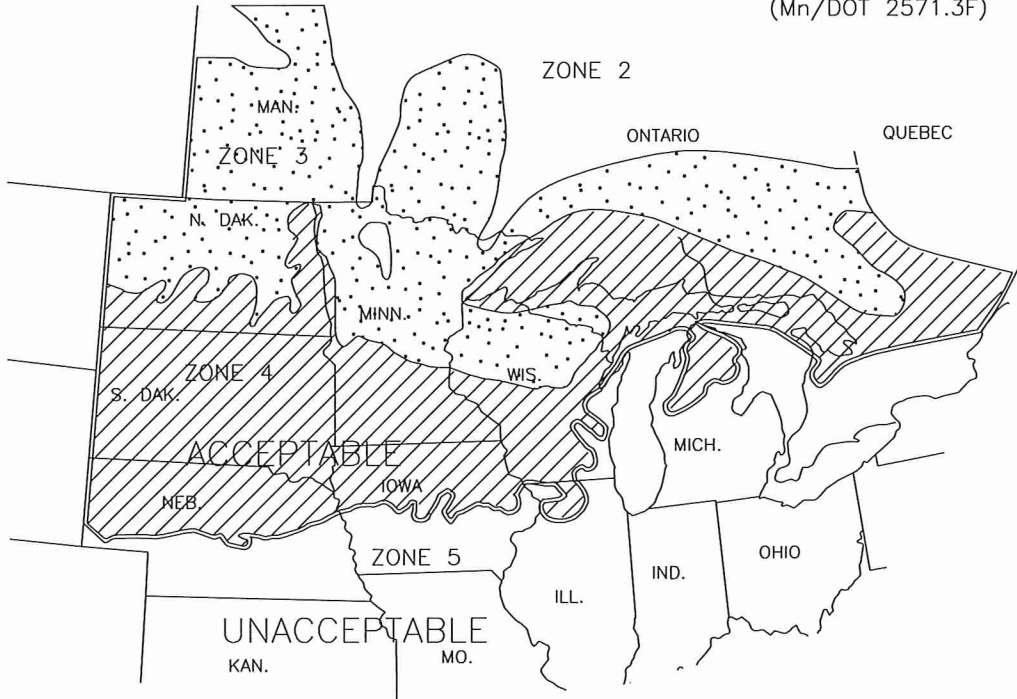 (Mn/DOT 2571.3F)
ZONE 2
MAN.
ONTARIO
QUEBEC
ZONE 3
N. DAK.
MINN.
ZONE 4
WIS.
S. DAK.
MICH.
ACCEPTABLE
IOWA
NEB.
ZONE 5
OHIO
IND.
ILL.
UNACCEPTABLE
MO.
KAN.